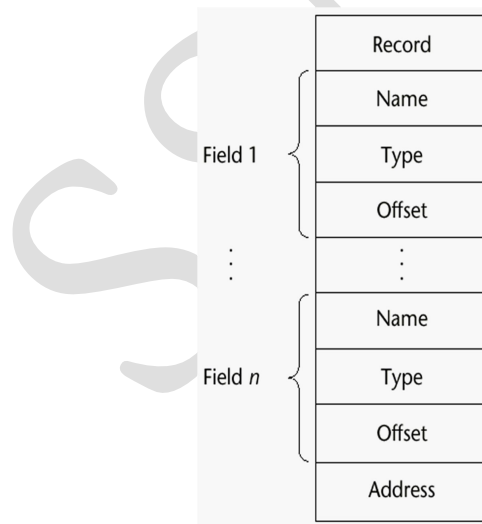 Record
Name
Field 1
Type
Offset
⋮ ⋮
Name
Field n
Type
Offset
Address